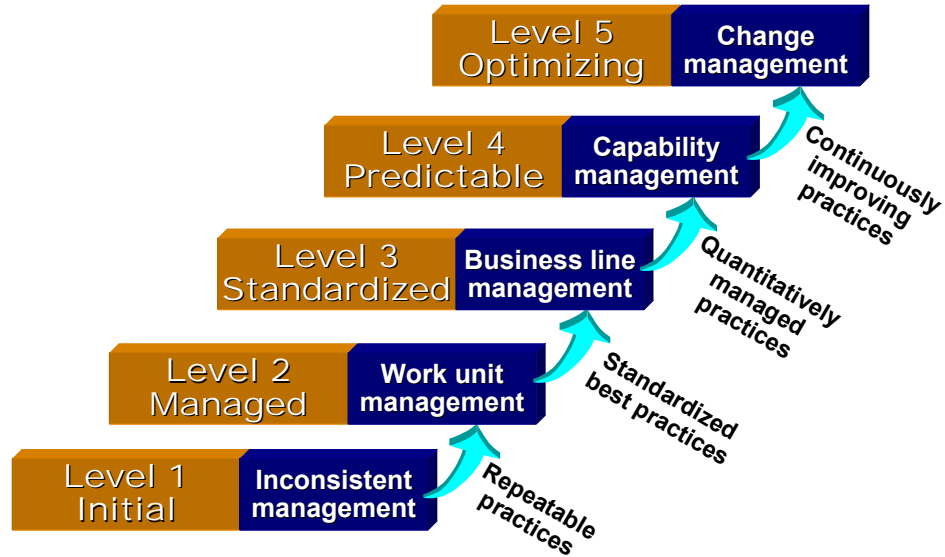 Level 5
Optimizing
Change
management
Continuously
improving
practices
Level 4
Predictable
Capability
management
Quantitatively
managed
practices
Level 3
Standardized
Business line
management
Standardized
best practices
Level 2
Managed
Work unit
management
Repeatable
practices
Level 1
Initial
Inconsistent
management